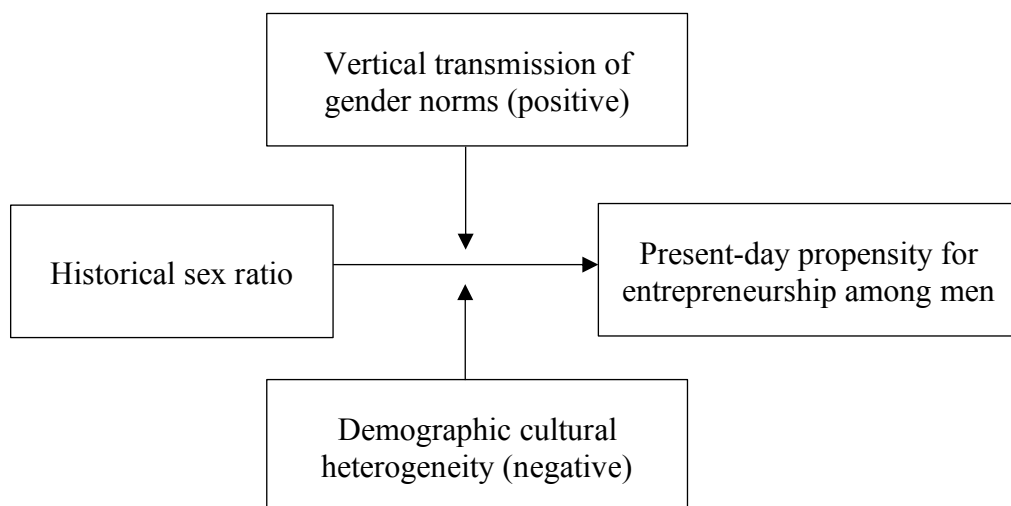 Vertical transmission of
gender norms (positive)
Historical sex ratio
Present-day propensity for
entrepreneurship among men
Demographic cultural
heterogeneity (negative)